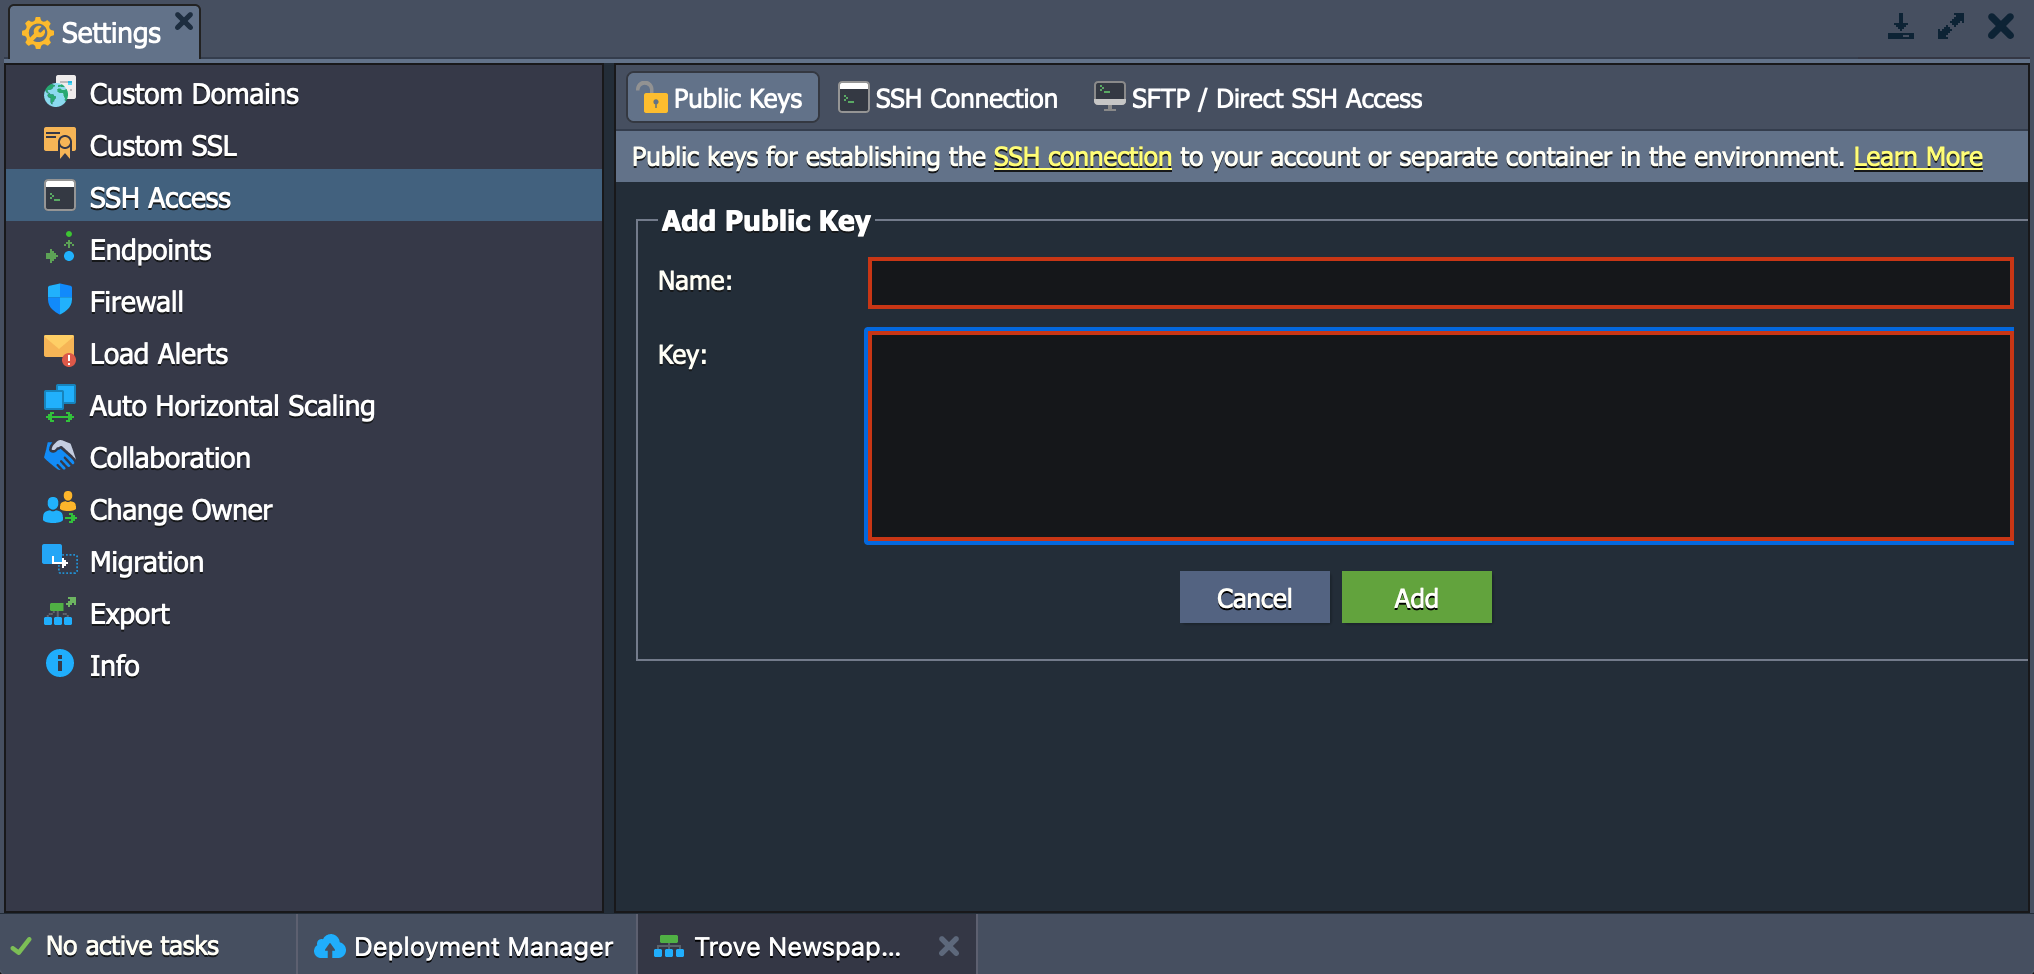 Settings
Custom Domains
Custom SSL
SSH Access
Endpoints
Firewall
Load Alerts
Auto Horizontal Scaling
Collaboration
Change Owner
Migration
Export
Info
Public Keys
SSH Connection
SFTP / Direct SSH Access
Public keys for establishing the SSH connection to your account or separate container in the environment. Learn More
Add Public Key
Name:
Key:
Cancel
Add
No active tasks
Deployment Manager
Trove Newspap...